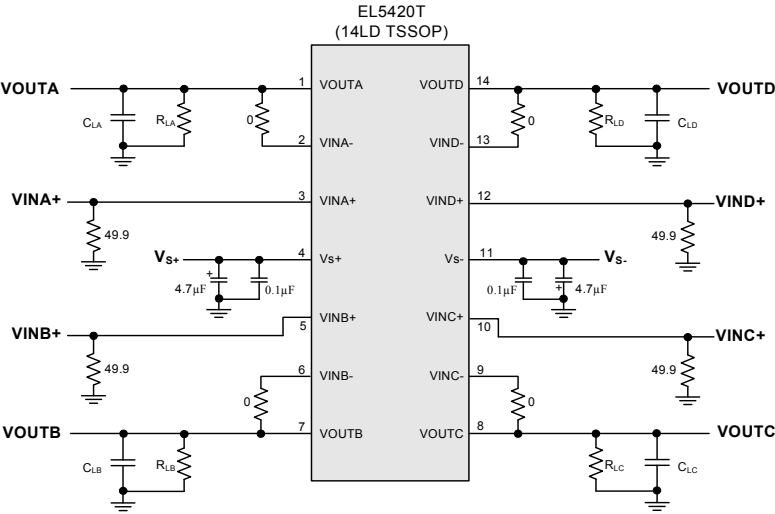 EL5420T
(14LD TSSOP)
VOUTA 1 VOUTA VOUTD 14 VOUTD
CLA RLA 0 0 RLD CLD
2 VINA- VIND- 13
VINA+ 3 VINA+ VIND+ 12 VIND+
49.9 49.9
VS+ 4 Vs+ Vs- 11 VS-
+ 4.7µF 0.1µF 0.1µF + 4.7µF
VINB+ 5 VINB+ VINC+ 10 VINC+
49.9 49.9
6 VINB- VINC- 9
0 0
VOUTB 7 VOUTB VOUTC 8 VOUTC
CLB RLB RLC CLC